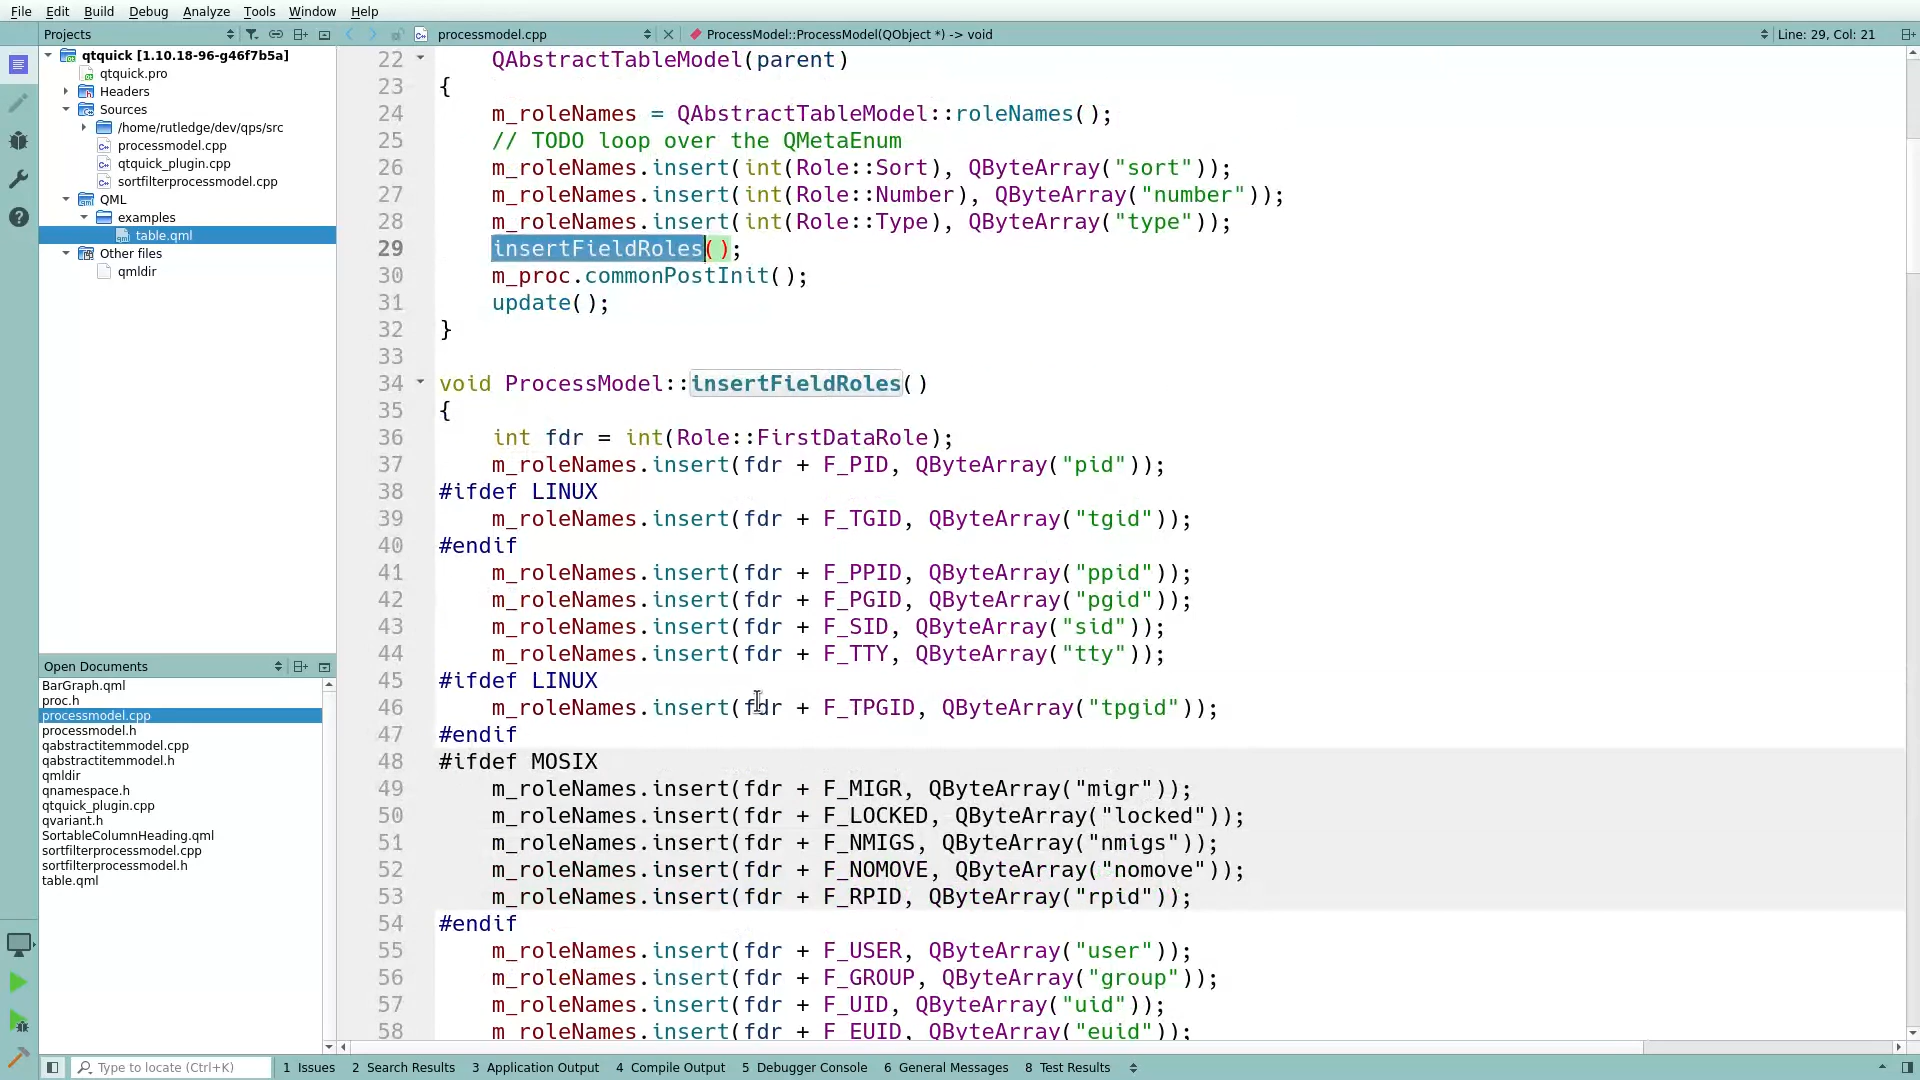 File Edit Build Debug Analyze Tools Window Help
Projects
processmodel.cpp
ProcessModel::ProcessModel(QObject *) -> void
Line: 29, Col: 21
qtquick [1.10.18-96-g46f7b5a]
qtquick.pro
Headers
Sources
/home/rutledge/dev/qps/src
processmodel.cpp
qtquick_plugin.cpp
sortfilterprocessmodel.cpp
QML
examples
table.qml
Other files
qmldir
Open Documents
BarGraph.qml
proc.h
processmodel.cpp
processmodel.h
qabstractitemmodel.cpp
qabstractitemmodel.h
qmldir
qnamespace.h
qtquick_plugin.cpp
qvariant.h
SortableColumnHeading.qml
sortfilterprocessmodel.cpp
sortfilterprocessmodel.h
table.qml
22 QAbstractTableModel(parent)
23 {
24 m_roleNames = QAbstractTableModel::roleNames();
25 // TODO loop over the QMetaEnum
26 m_roleNames.insert(int(Role::Sort), QByteArray("sort"));
27 m_roleNames.insert(int(Role::Number), QByteArray("number"));
28 m_roleNames.insert(int(Role::Type), QByteArray("type"));
29 insertFieldRoles();
30 m_proc.commonPostInit();
31 update();
32 }
33
34 void ProcessModel::insertFieldRoles()
35 {
36 int fdr = int(Role::FirstDataRole);
37 m_roleNames.insert(fdr + F_PID, QByteArray("pid"));
38 #ifdef LINUX
39 m_roleNames.insert(fdr + F_TGID, QByteArray("tgid"));
40 #endif
41 m_roleNames.insert(fdr + F_PPID, QByteArray("ppid"));
42 m_roleNames.insert(fdr + F_PGID, QByteArray("pgid"));
43 m_roleNames.insert(fdr + F_SID, QByteArray("sid"));
44 m_roleNames.insert(fdr + F_TTY, QByteArray("tty"));
45 #ifdef LINUX
46 m_roleNames.insert(fdr + F_TPGID, QByteArray("tpgid"));
47 #endif
48 #ifdef MOSIX
49 m_roleNames.insert(fdr + F_MIGR, QByteArray("migr"));
50 m_roleNames.insert(fdr + F_LOCKED, QByteArray("locked"));
51 m_roleNames.insert(fdr + F_NMIGS, QByteArray("nmigs"));
52 m_roleNames.insert(fdr + F_NOMOVE, QByteArray("nomove"));
53 m_roleNames.insert(fdr + F_RPID, QByteArray("rpid"));
54 #endif
55 m_roleNames.insert(fdr + F_USER, QByteArray("user"));
56 m_roleNames.insert(fdr + F_GROUP, QByteArray("group"));
57 m_roleNames.insert(fdr + F_UID, QByteArray("uid"));
58 m_roleNames.insert(fdr + F_EUID, QByteArray("euid"));
Type to locate (Ctrl+K)
1 Issues 2 Search Results 3 Application Output 4 Compile Output 5 Debugger Console 6 General Messages 8 Test Results